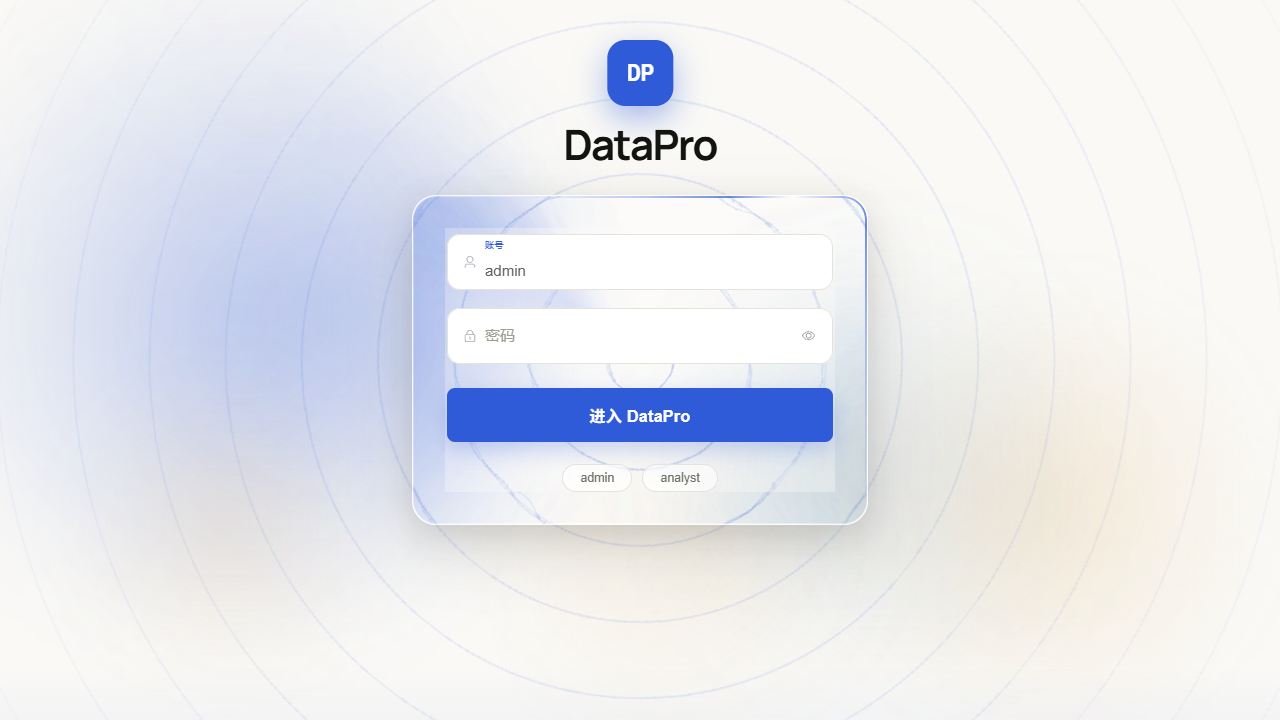 DP
DataPro
账号
admin
密码
进入 DataPro
admin
analyst